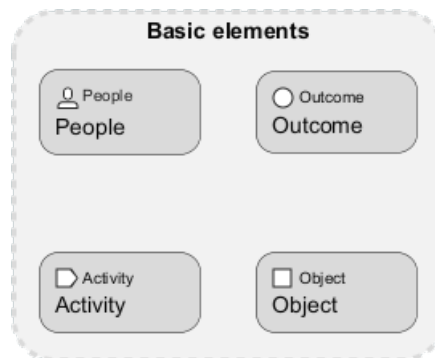 Basic elements
People
People
Outcome
Outcome
Activity
Activity
Object
Object